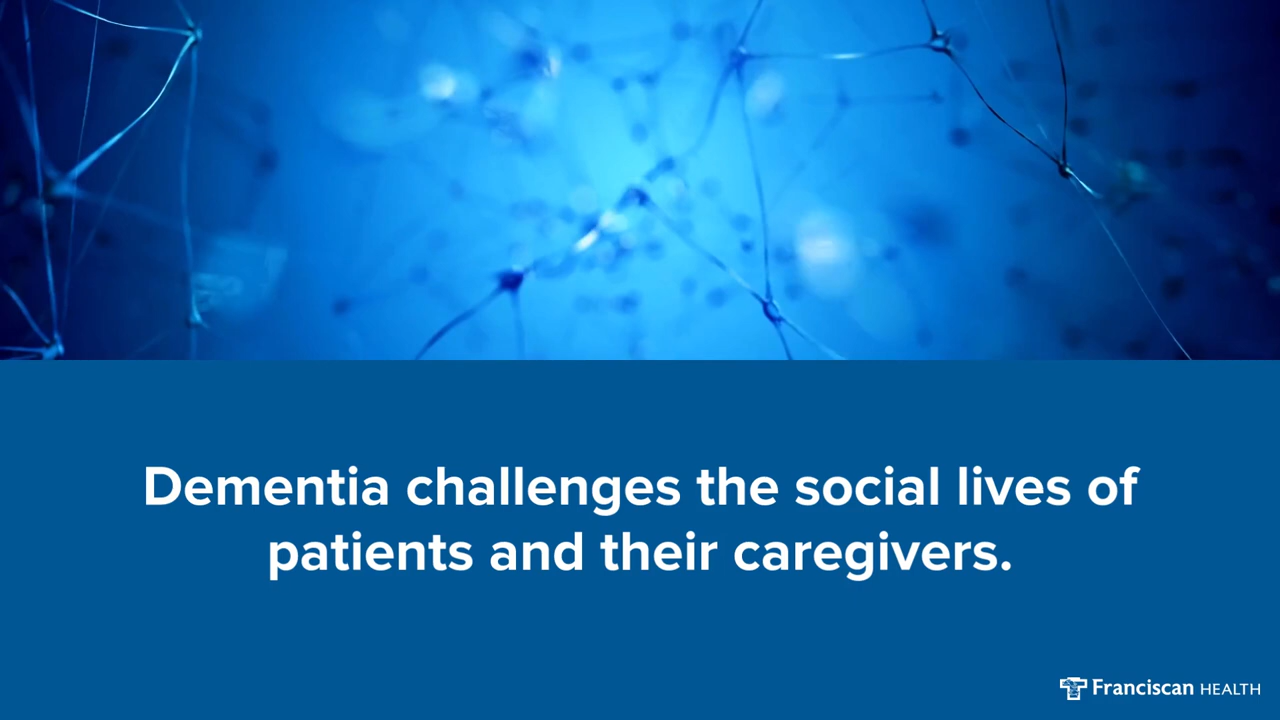 Dementia challenges the social lives of
patients and their caregivers.
Franciscan HEALTH